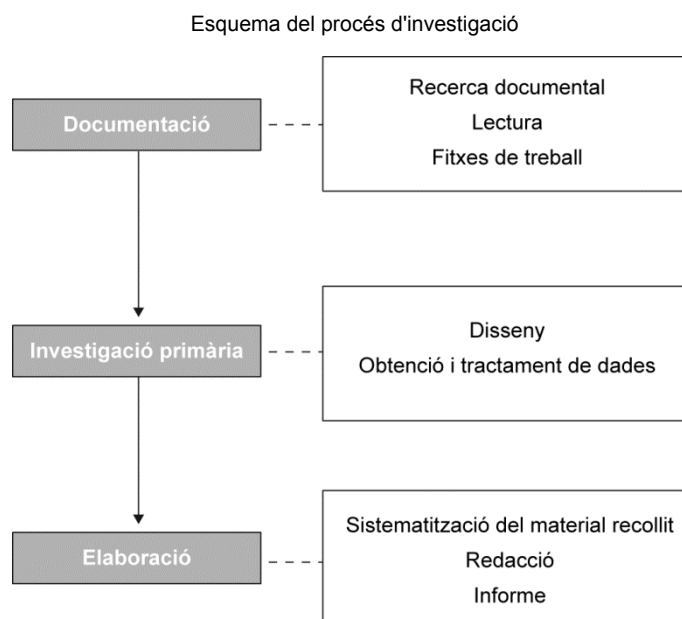 Esquema del procés d'investigació
Documentació
Recerca documental
Lectura
Fitxes de treball
Investigació primària
Disseny
Obtenció i tractament de dades
Elaboració
Sistematització del material recollit
Redacció
Informe